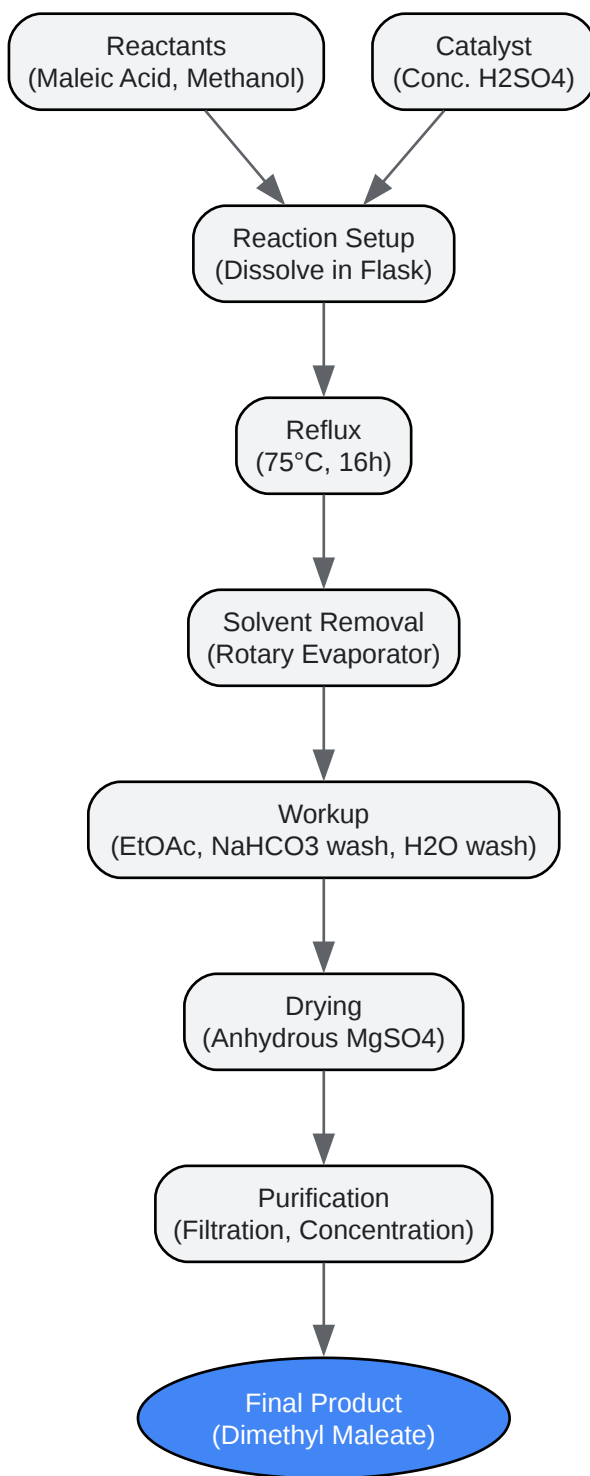 Reactants
(Maleic Acid, Methanol)
Catalyst
(Conc. H2SO4)
Reaction Setup
(Dissolve in Flask)
Reflux
(75°C, 16h)
Solvent Removal
(Rotary Evaporator)
Workup
(EtOAc, NaHCO3 wash, H2O wash)
Drying
(Anhydrous MgSO4)
Purification
(Filtration, Concentration)
Final Product
(Dimethyl Maleate)